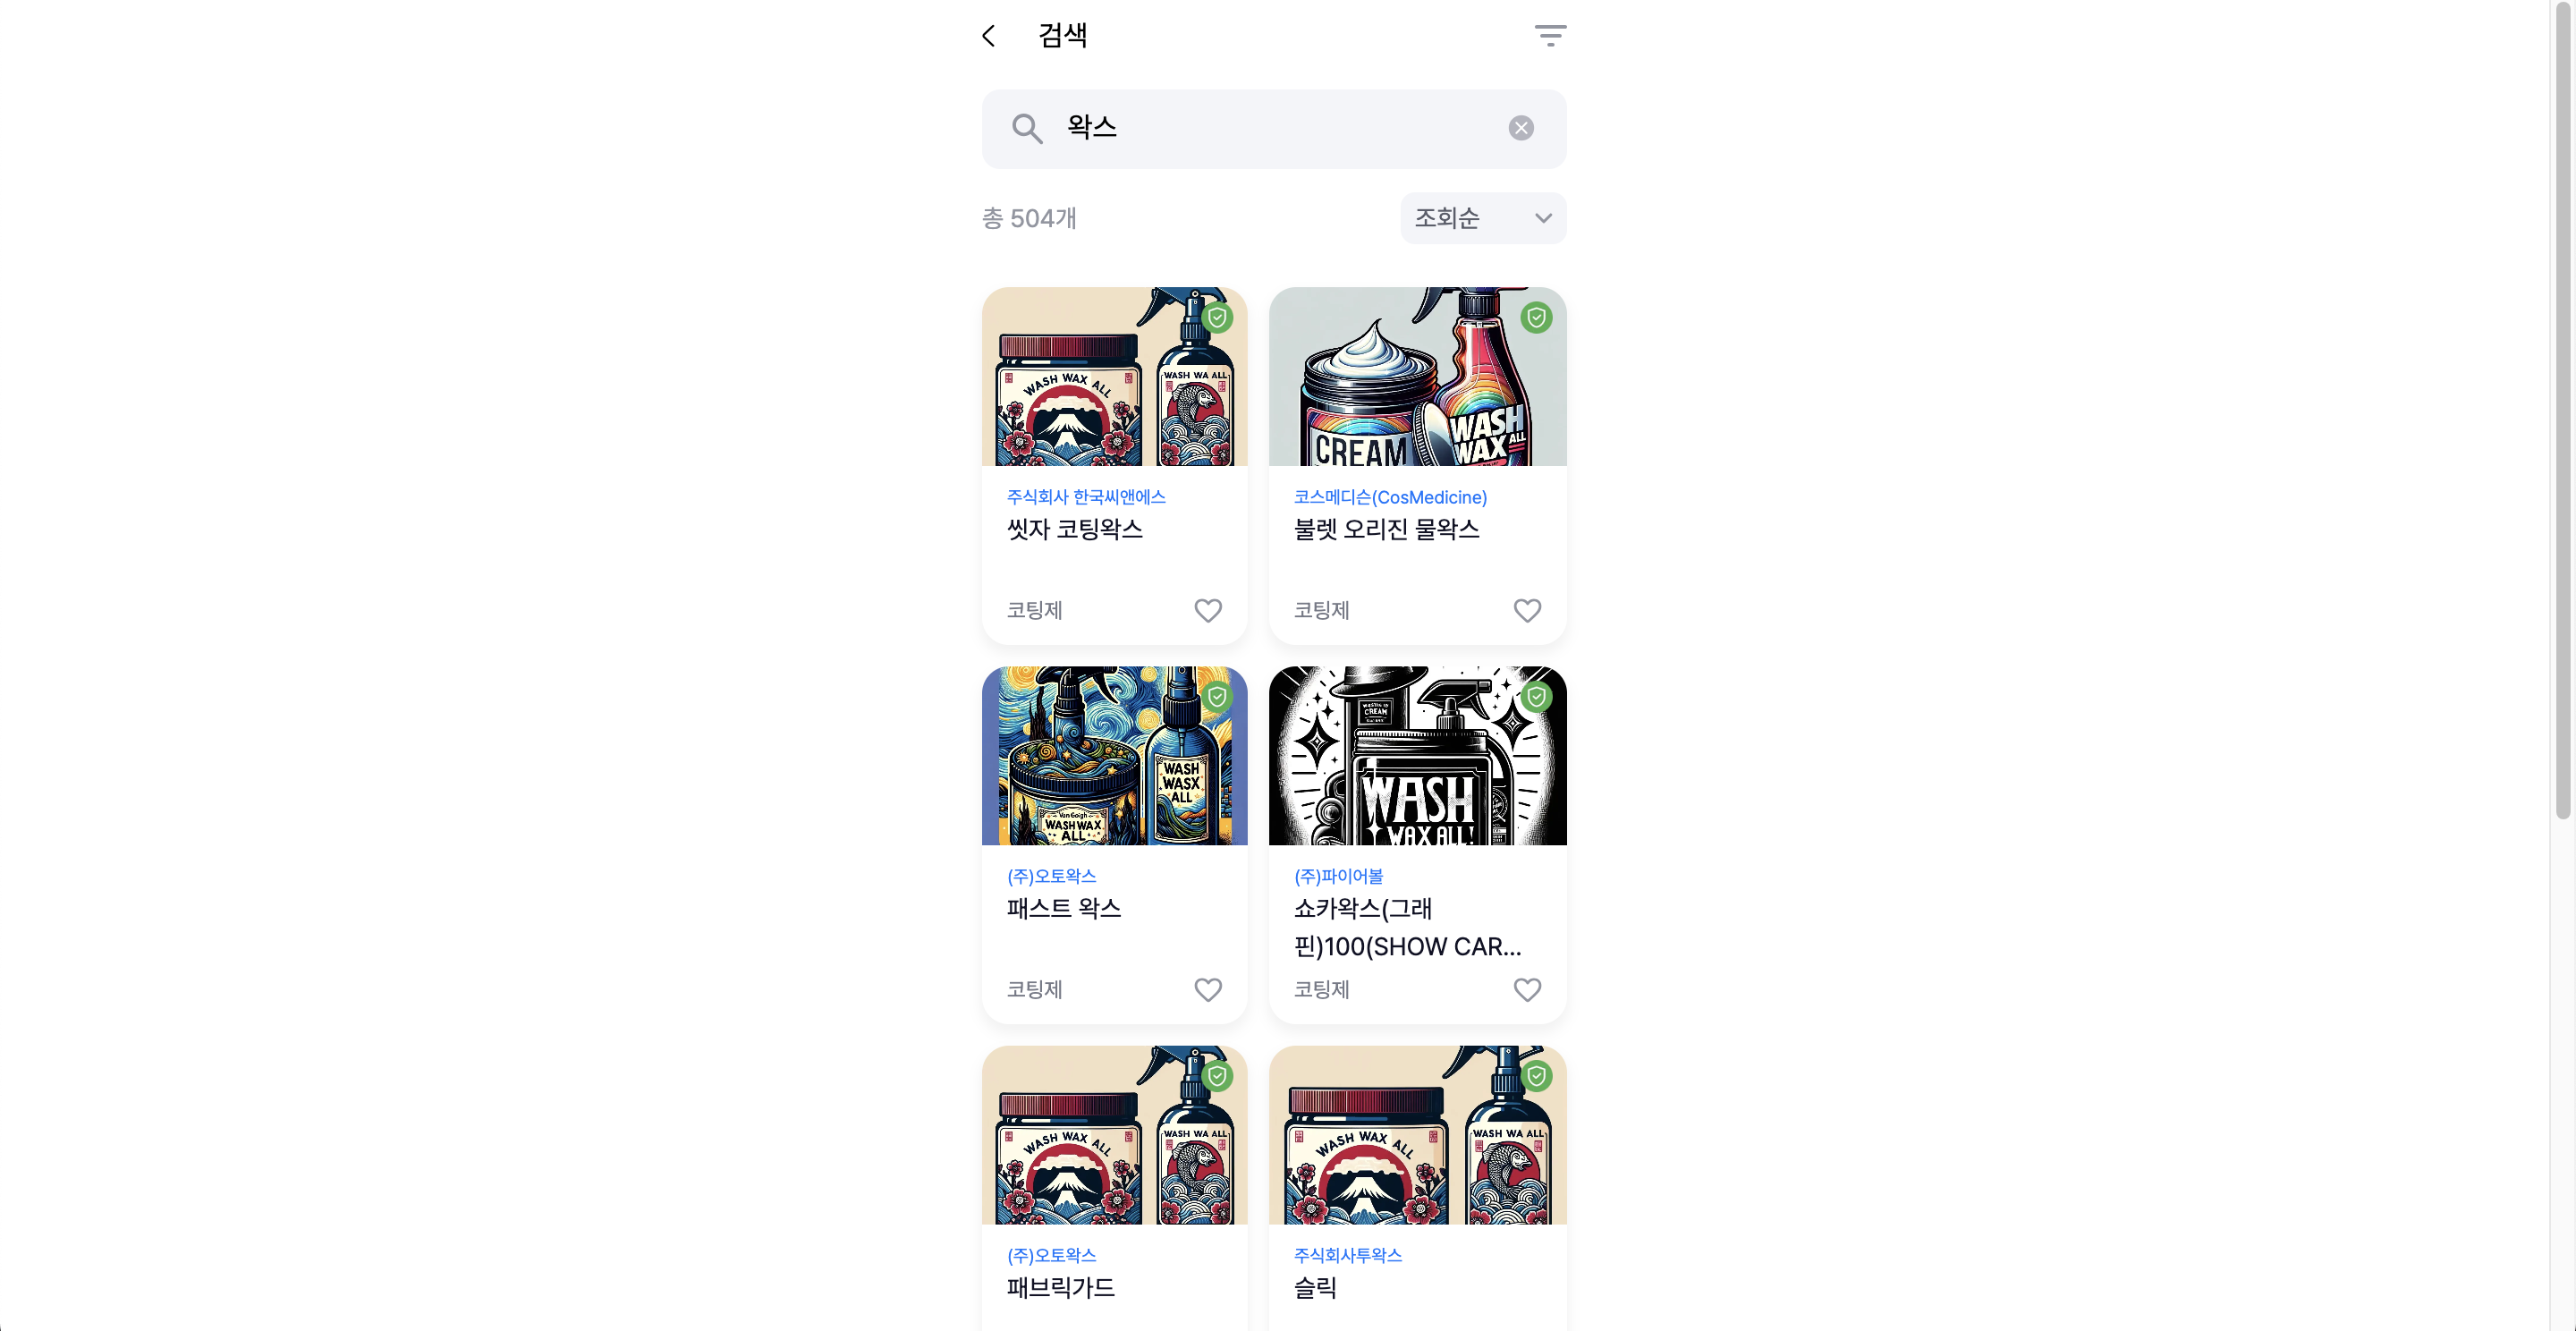 검색
왁스
총 504개
조회순
WASH WAX ALL
WASH WA ALL
CREAM
WASH
WAX ALL
주식회사 한국씨앤에스
씻자 코팅왁스
코팅제
코스메디슨(CosMedicine)
불렛 오리진 물왁스
코팅제
WASH
WASX
ALL
Van Gogh
WASH WAX
ALL
CREAM
WASH
WAX ALL!
(주)오토왁스
패스트 왁스
코팅제
(주)파이어볼
쇼카왁스(그래
핀)100(SHOW CAR...
코팅제
WASH WAX ALL
WASH WA ALL
WASH WAX ALL
WASH WA ALL
(주)오토왁스
패브릭가드
주식회사투왁스
슬릭